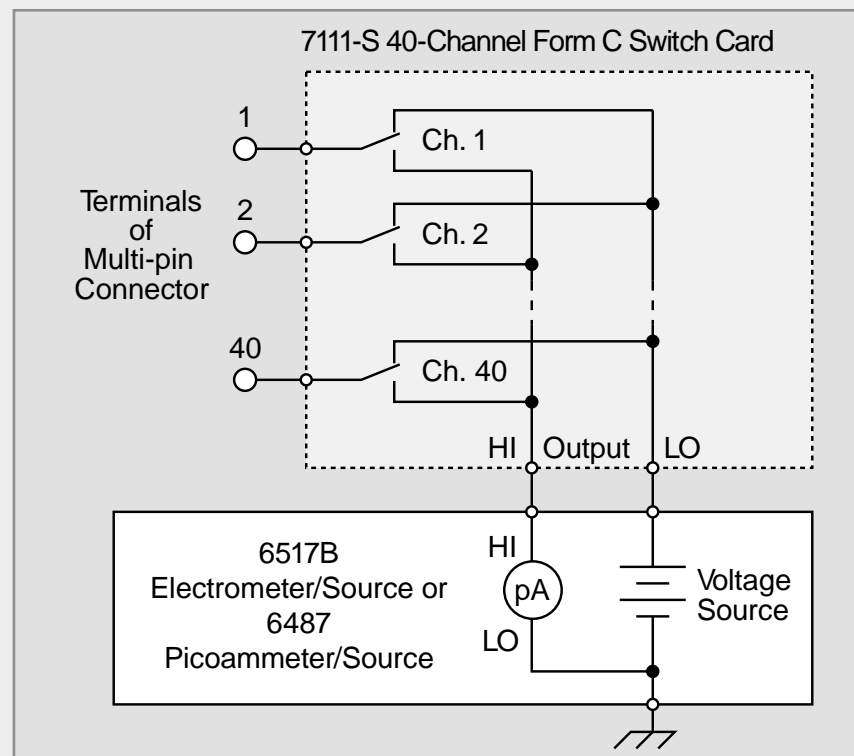 7111-S 40-Channel Form C Switch Card
1
Ch. 1
Terminals
of
Multi-pin
Connector
2
Ch. 2
40
Ch. 40
HI Output LO
6517B
Electrometer/Source or
6487
Picoammeter/Source
HI
pA
LO
Voltage
Source